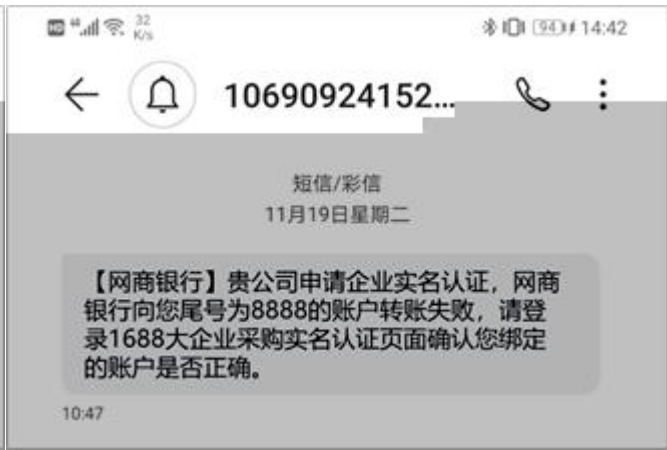 HD 4G 32 K/s 94 14:42
10690924152...
短信/彩信
11月19日星期二
【网商银行】贵公司申请企业实名认证，网商
银行向您尾号为8888的账户转账失败，请登
录1688大企业采购实名认证页面确认您绑定
的账户是否正确。
10:47